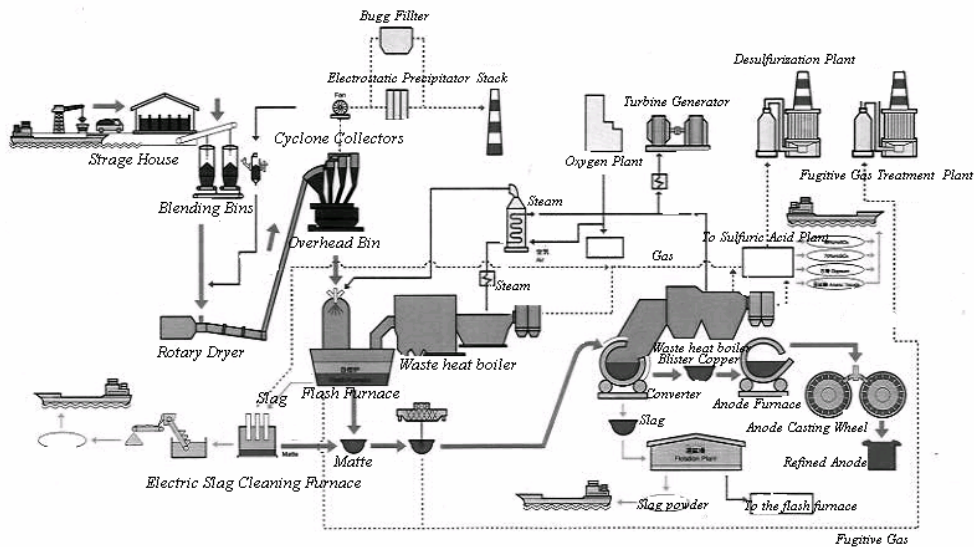 Bugg Fillter
Electrostatic Precipitator Stack
Fan
Cyclone Collectors
Strage House
Blending Bins
Overhead Bin
Rotary Dryer
Desulfurization Plant
Turbine Generator
Oxygen Plant
Fugitive Gas Treatment Plant
Steam
空気
Air
To Sulfuric Acid Plant
Gas
Steam
Waste heat boiler
Flash Furnace
Waste heat boiler
Blister Copper
Converter
Anode Furnace
Anode Casting Wheel
Refined Anode
Slag
Matte
Matte
Electric Slag Cleaning Furnace
Slag
Flotation Plant
Slag powder
To the flash furnace
Fugitive Gas